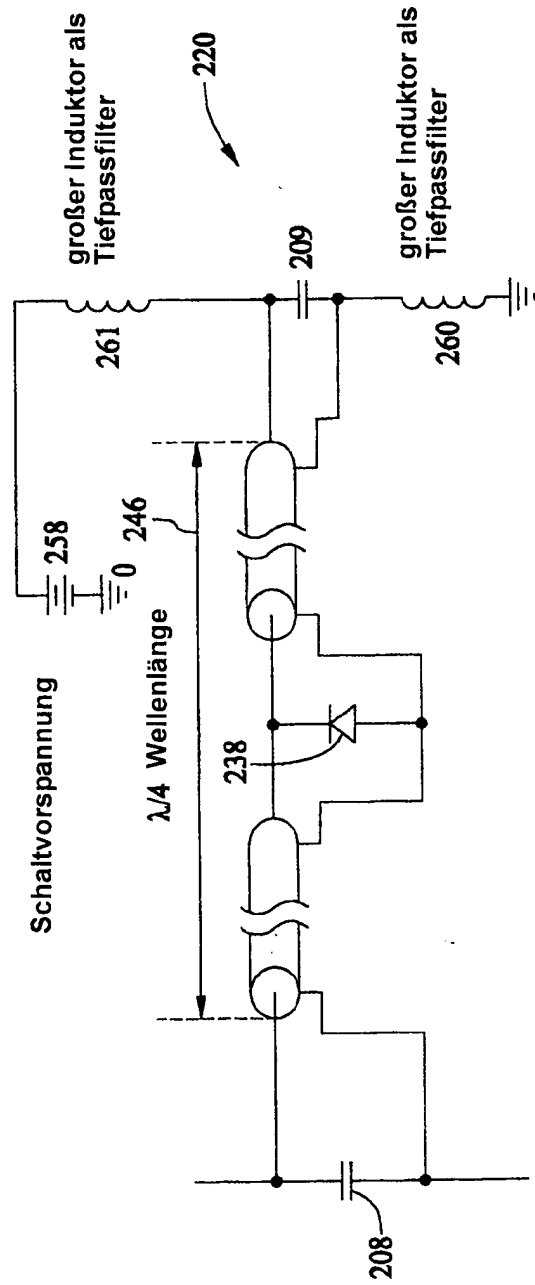 Schaltvorspannung
258
0
λ/4 Wellenlänge
246
261
großer Induktor als
Tiefpassfilter
220
209
260
großer Induktor als
Tiefpassfilter
238
208